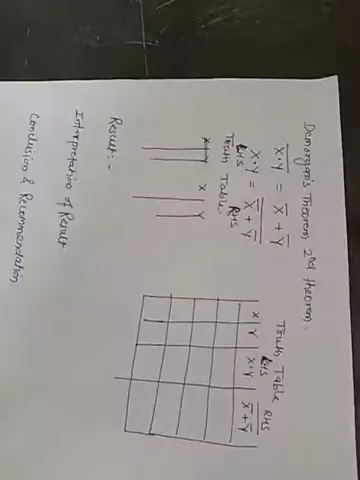 Demorgan's Theorem 2nd theorem.
X̅·̅Y̅ = X̅ + Y̅
X·Y = X̅̅ ̅+̅ Y̅̅
LHS RHS
Truth Table
X Y X Y
Result:-
Interpretation of Result
Conclusion & Recommendation
Truth Table
LHS RHS
X Y X·Y X̅̅ ̅+̅ Y̅̅